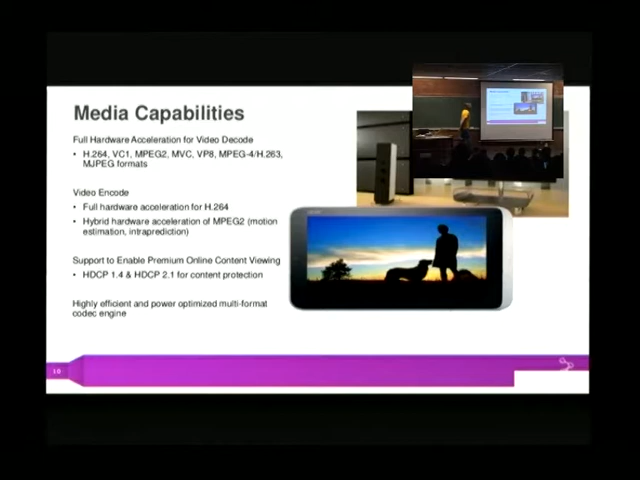 Media Capabilities
Full Hardware Acceleration for Video Decode
• H.264, VC1, MPEG2, MVC, VP8, MPEG-4/H.263,
MJPEG formats
Video Encode
• Full hardware acceleration for H.264
• Hybrid hardware acceleration of MPEG2 (motion
estimation, intraprediction)
Support to Enable Premium Online Content Viewing
• HDCP 1.4 & HDCP 2.1 for content protection
Highly efficient and power optimized multi-format
codec engine
10